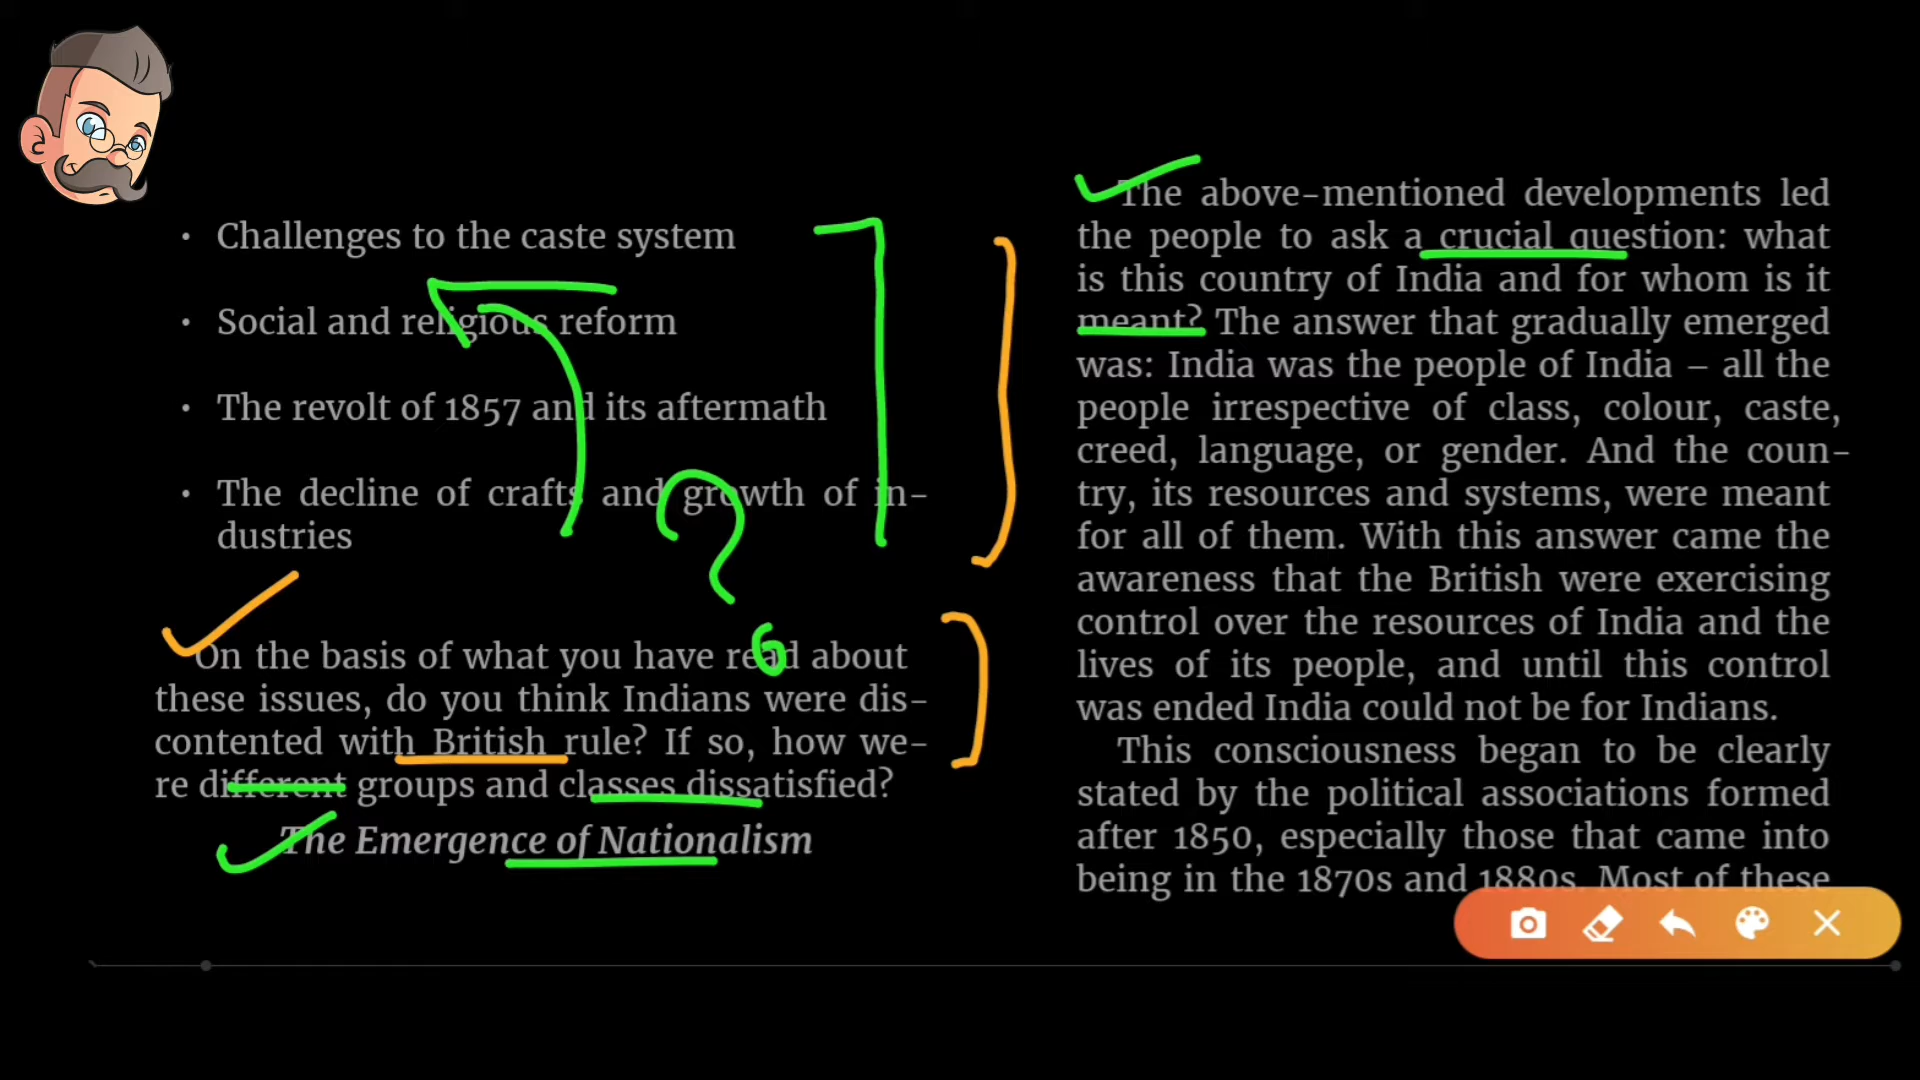 • Challenges to the caste system
• Social and religious reform
• The revolt of 1857 and its aftermath
• The decline of crafts and growth of in-
dustries
On the basis of what you have read about
these issues, do you think Indians were dis-
contented with British rule? If so, how we-
re different groups and classes dissatisfied?
The Emergence of Nationalism
The above-mentioned developments led
the people to ask a crucial question: what
is this country of India and for whom is it
meant? The answer that gradually emerged
was: India was the people of India – all the
people irrespective of class, colour, caste,
creed, language, or gender. And the coun-
try, its resources and systems, were meant
for all of them. With this answer came the
awareness that the British were exercising
control over the resources of India and the
lives of its people, and until this control
was ended India could not be for Indians.
This consciousness began to be clearly
stated by the political associations formed
after 1850, especially those that came into
being in the 1870s and 1880s. Most of these